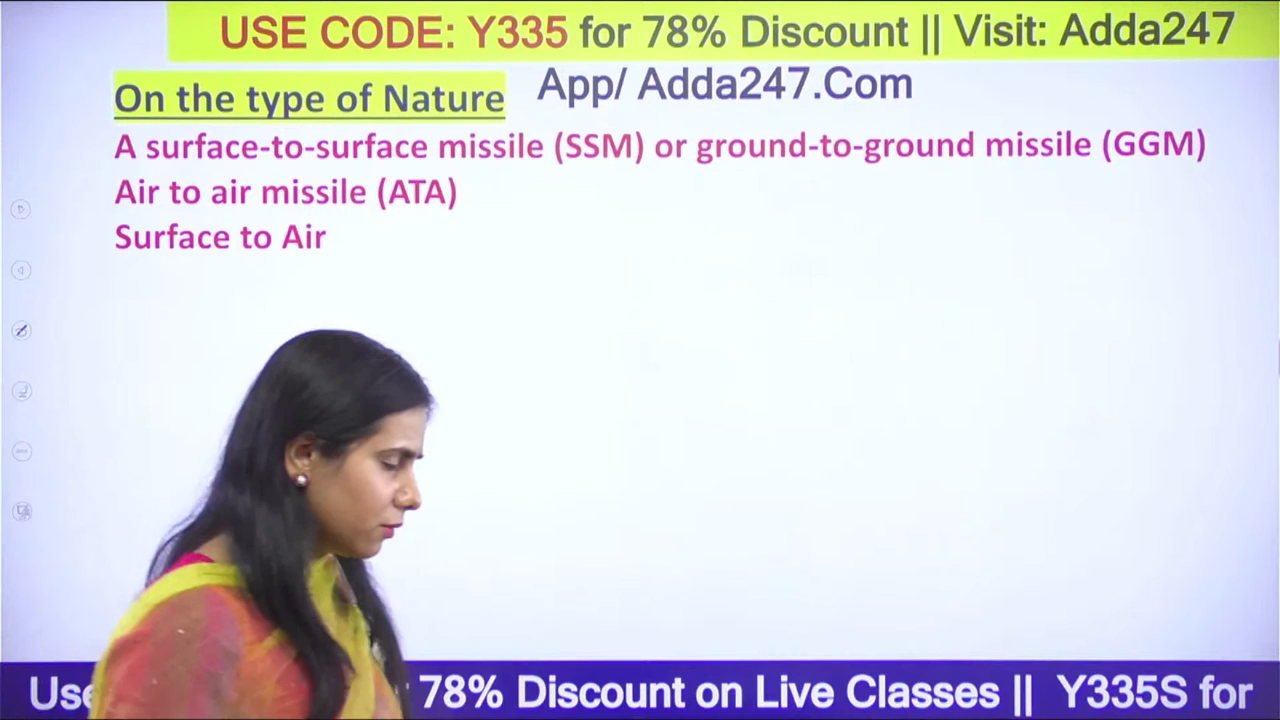 USE CODE: Y335 for 78% Discount || Visit: Adda247
App/ Adda247.Com
On the type of Nature
A surface-to-surface missile (SSM) or ground-to-ground missile (GGM)
Air to air missile (ATA)
Surface to Air
Use 78% Discount on Live Classes || Y335S for